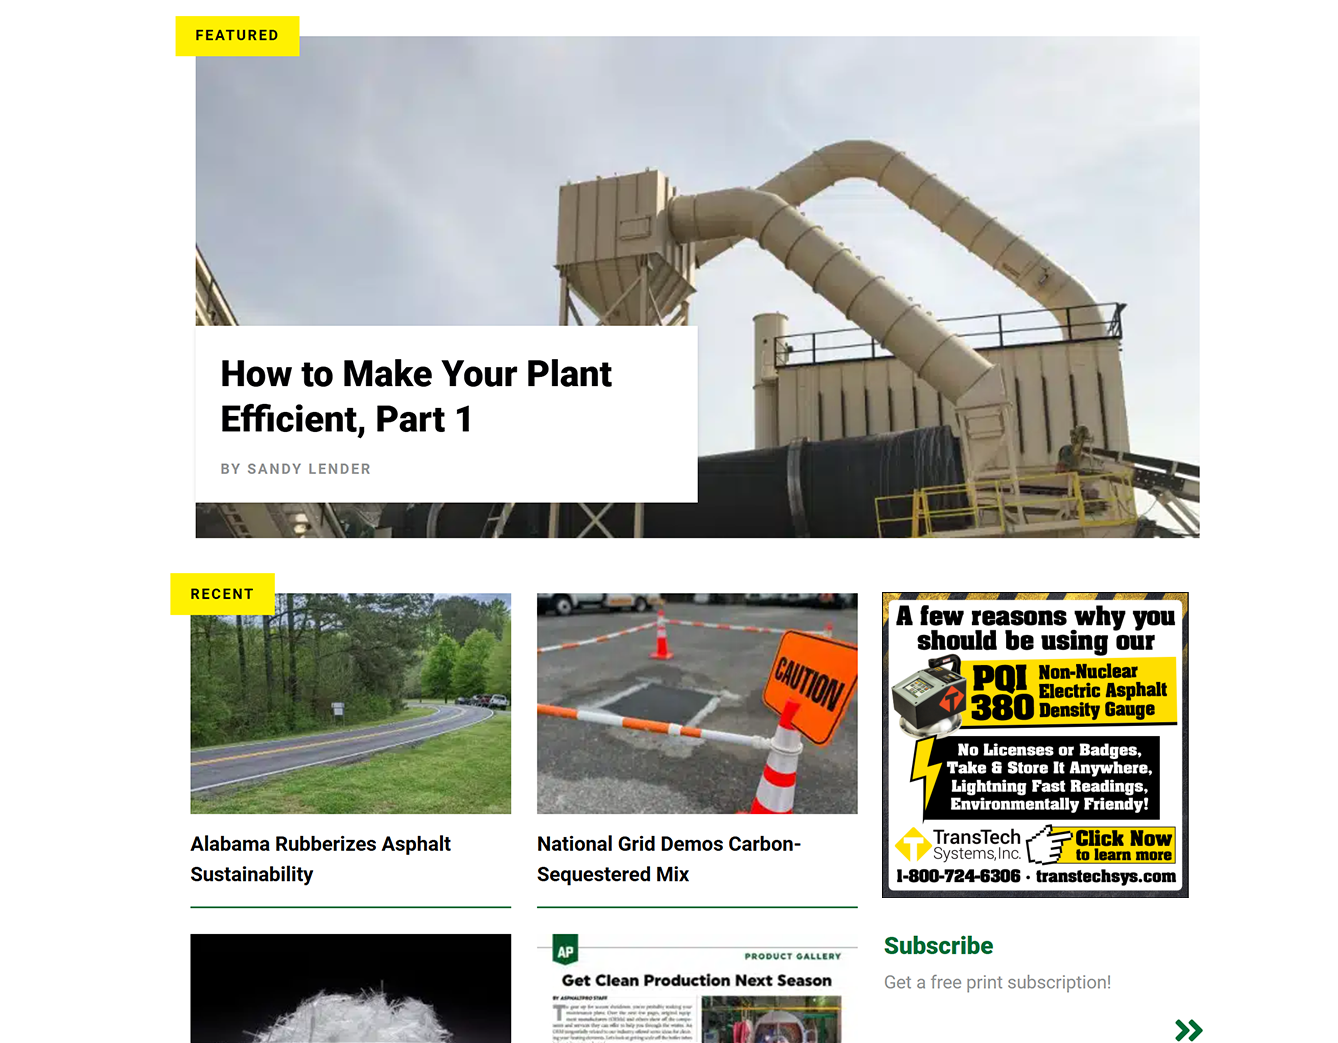 FEATURED
How to Make Your Plant
Efficient, Part 1
BY SANDY LENDER
RECENT
CAUTION
Alabama Rubberizes Asphalt
Sustainability
National Grid Demos Carbon-
Sequestered Mix
A few reasons why you
should be using our
PQI
380
Non-Nuclear
Electric Asphalt
Density Gauge
No Licenses or Badges,
Take & Store It Anywhere,
Lightning Fast Readings,
Environmentally Friendy!
TransTech
Systems, Inc.
Click Now
to learn more
1-800-724-6306 · transtechsys.com
AP
PRODUCT GALLERY
Get Clean Production Next Season
BY ASPHALTPRO STAFF
Subscribe
Get a free print subscription!